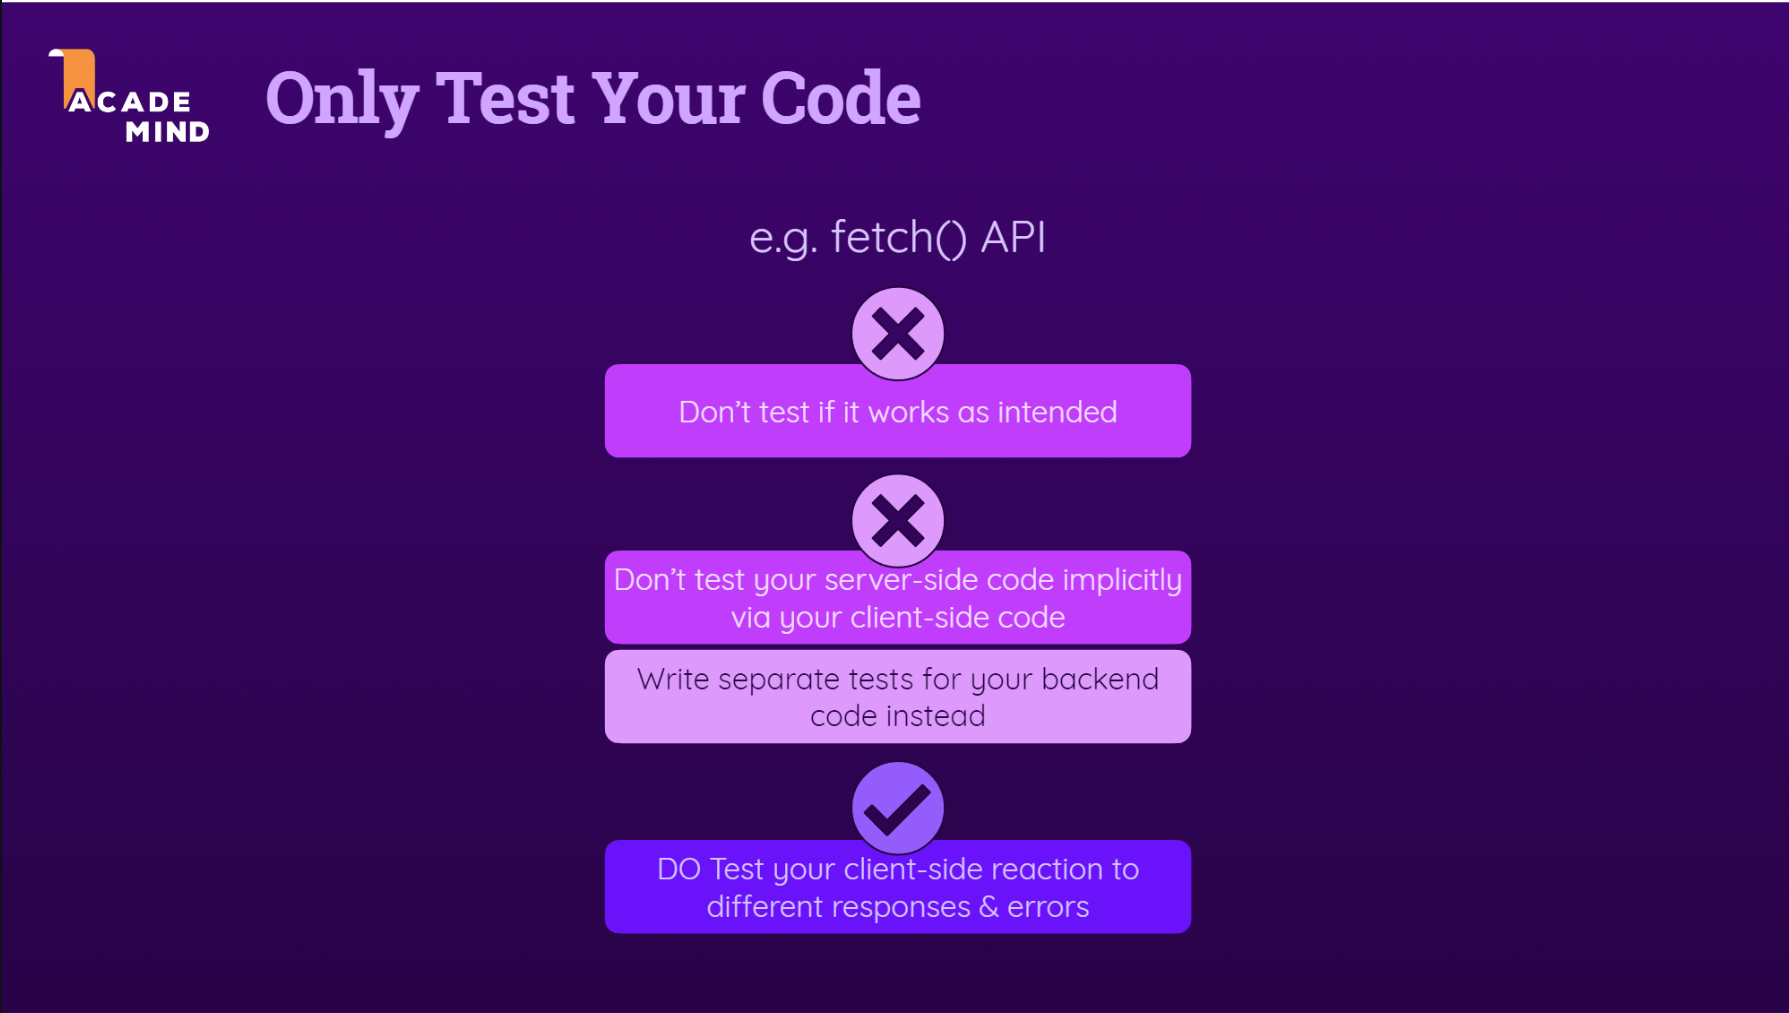 ACADE
MIND
Only Test Your Code
e.g. fetch() API
Don’t test if it works as intended
Don’t test your server-side code implicitly
via your client-side code
Write separate tests for your backend
code instead
DO Test your client-side reaction to
different responses & errors